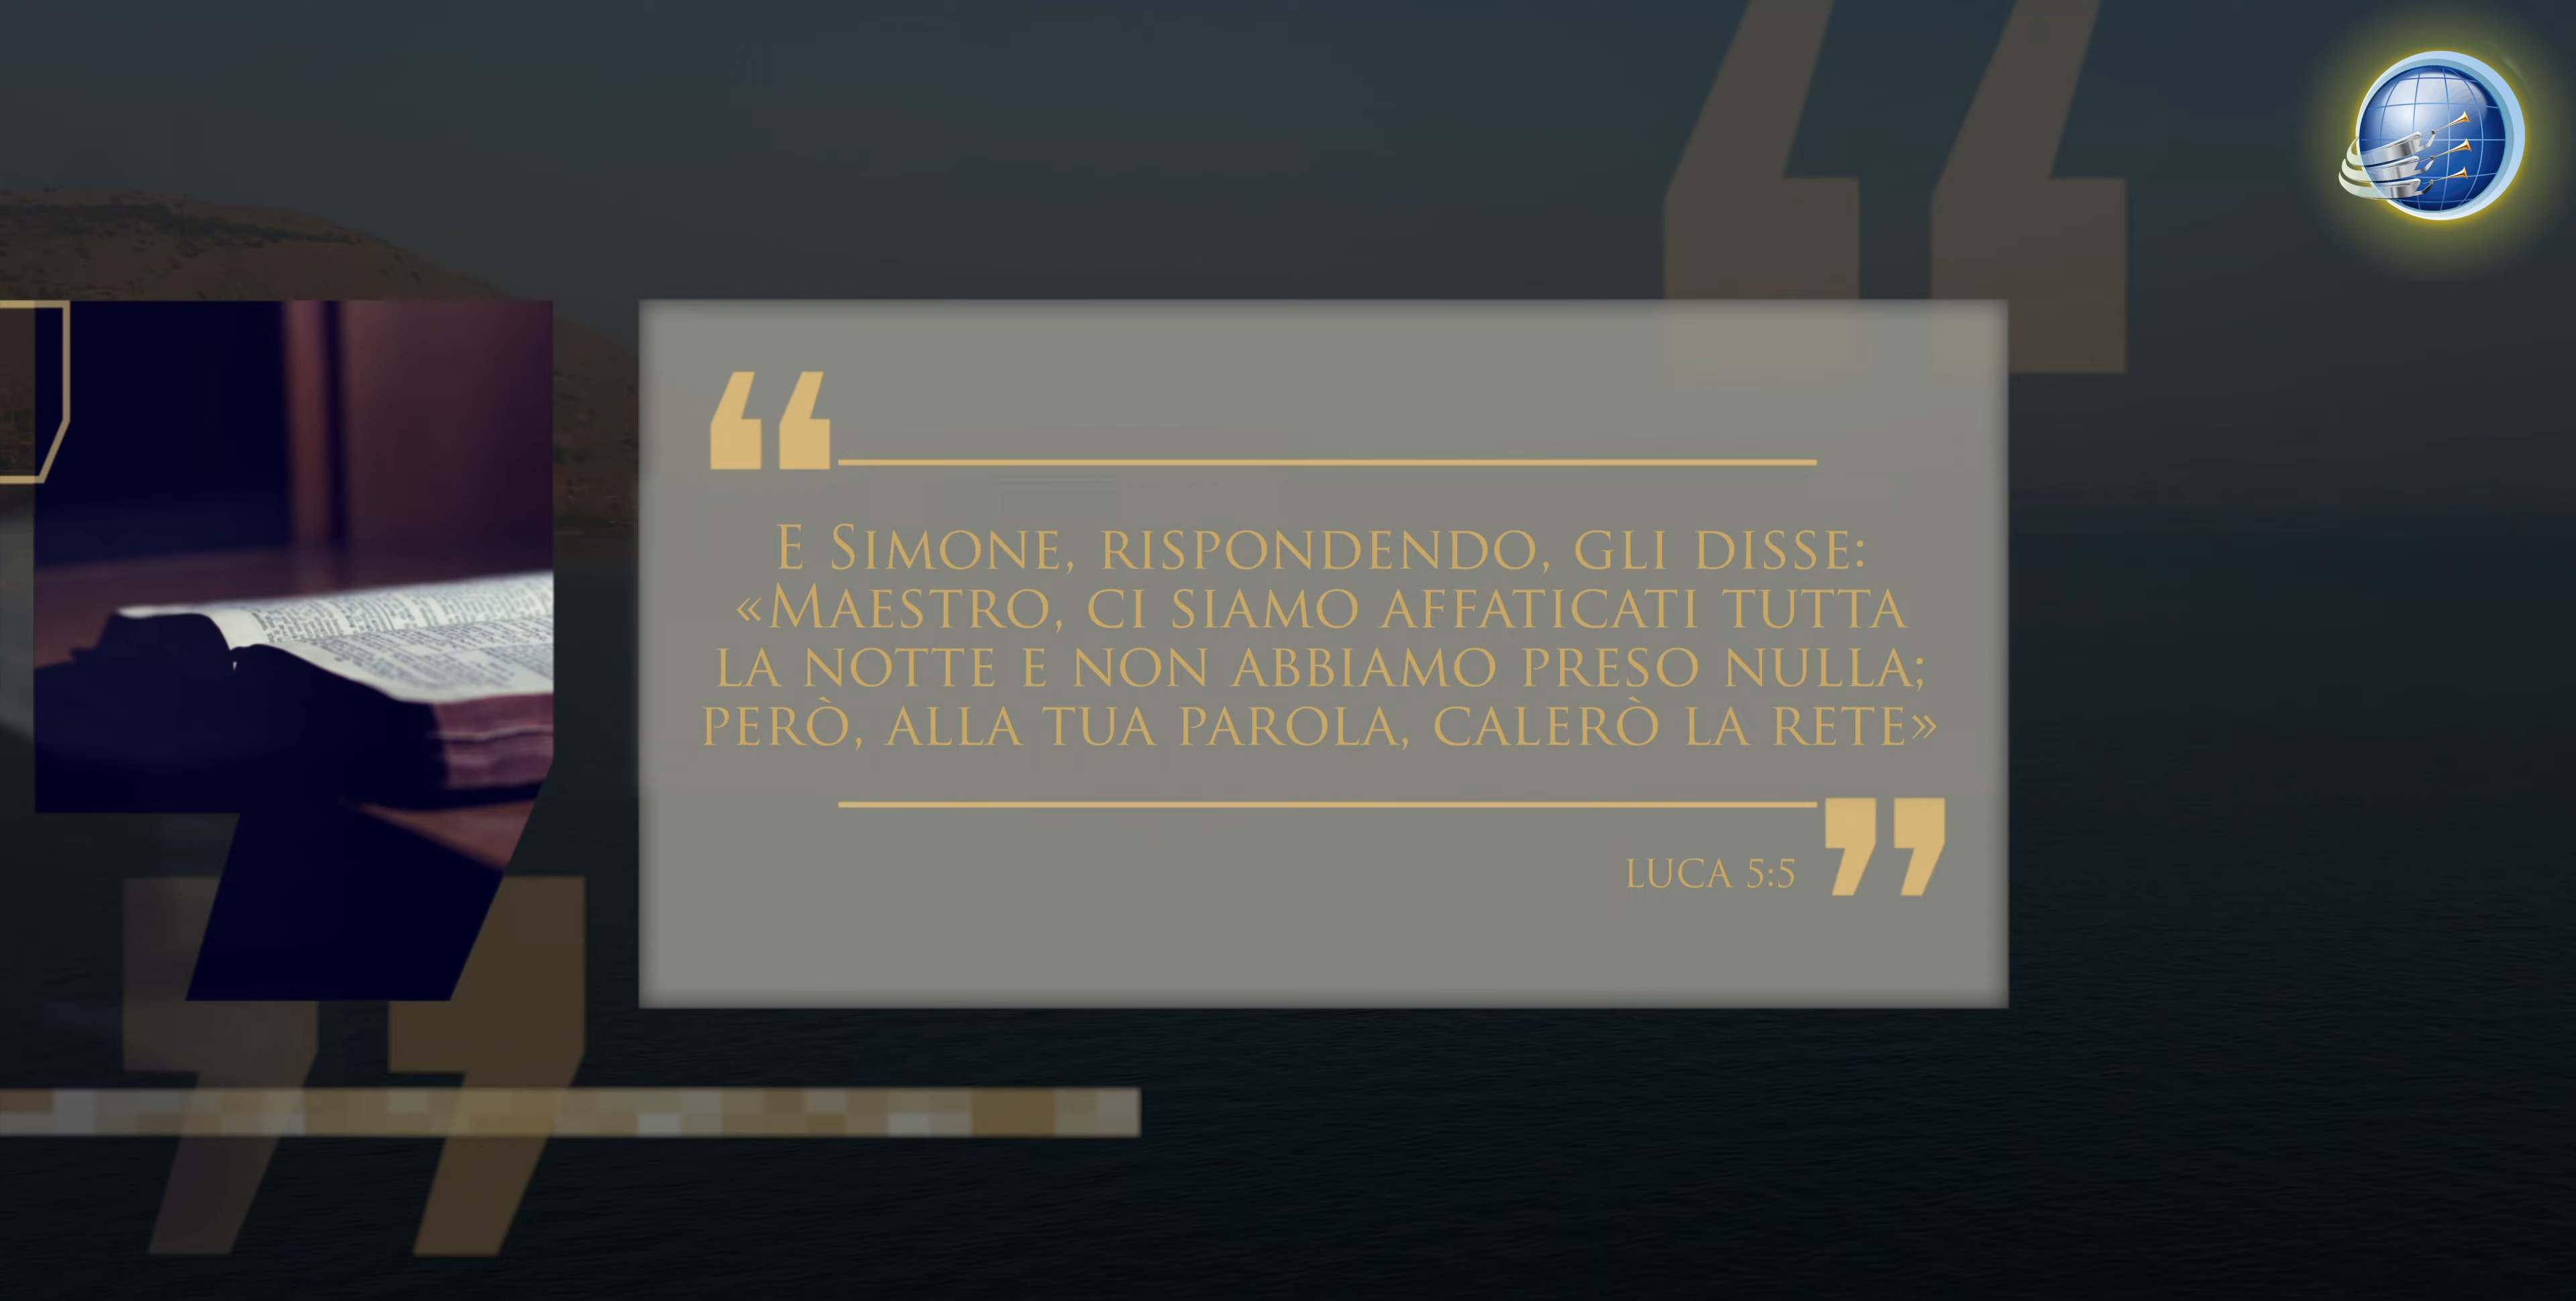 E Simone, rispondendo, gli disse:
«Maestro, ci siamo affaticati tutta
la notte e non abbiamo preso nulla;
però, alla tua parola, calerò la rete»
LUCA 5:5